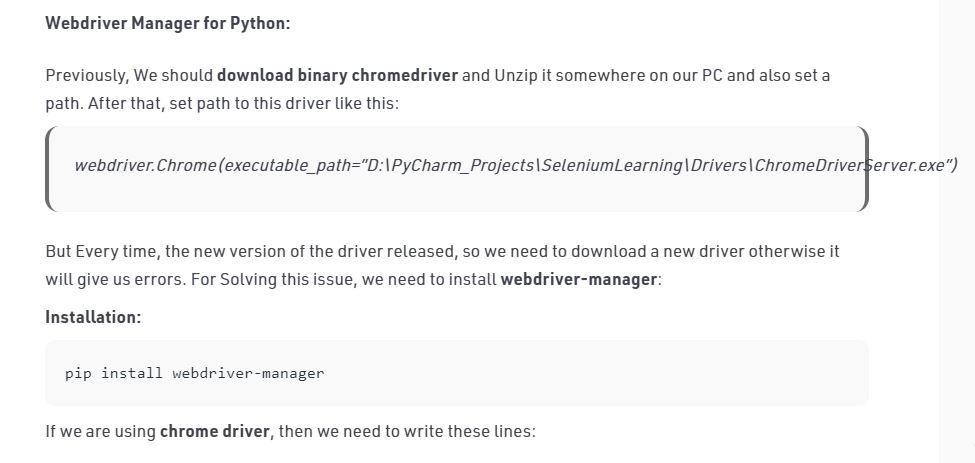 Webdriver Manager for Python:
Previously, We should download binary chromedriver and Unzip it somewhere on our PC and also set a
path. After that, set path to this driver like this:
webdriver.Chrome(executable_path=”D:\PyCharm_Projects\SeleniumLearning\Drivers\ChromeDriverServer.exe”)
But Every time, the new version of the driver released, so we need to download a new driver otherwise it
will give us errors. For Solving this issue, we need to install webdriver-manager:
Installation:
pip install webdriver-manager
If we are using chrome driver, then we need to write these lines: